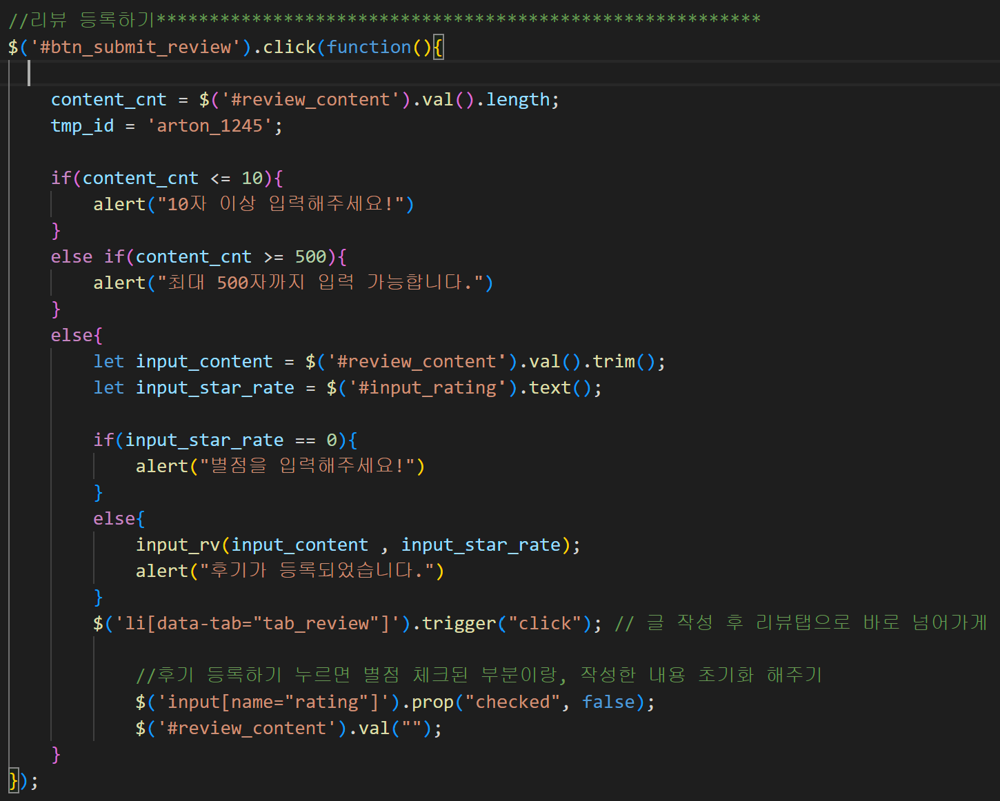 //리뷰 등록하기*********************************************************
$('#btn_submit_review').click(function(){
content_cnt = $('#review_content').val().length;
tmp_id = 'arton_1245';
if(content_cnt <= 10){
alert("10자 이상 입력해주세요!")
}
else if(content_cnt >= 500){
alert("최대 500자까지 입력 가능합니다.")
}
else{
let input_content = $('#review_content').val().trim();
let input_star_rate = $('#input_rating').text();
if(input_star_rate == 0){
alert("별점을 입력해주세요!")
}
else{
input_rv(input_content , input_star_rate);
alert("후기가 등록되었습니다.")
}
$('li[data-tab="tab_review"]').trigger("click"); // 글 작성 후 리뷰탭으로 바로 넘어가게
//후기 등록하기 누르면 별점 체크된 부분이랑, 작성한 내용 초기화 해주기
$('input[name="rating"]').prop("checked", false);
$('#review_content').val("");
}
});